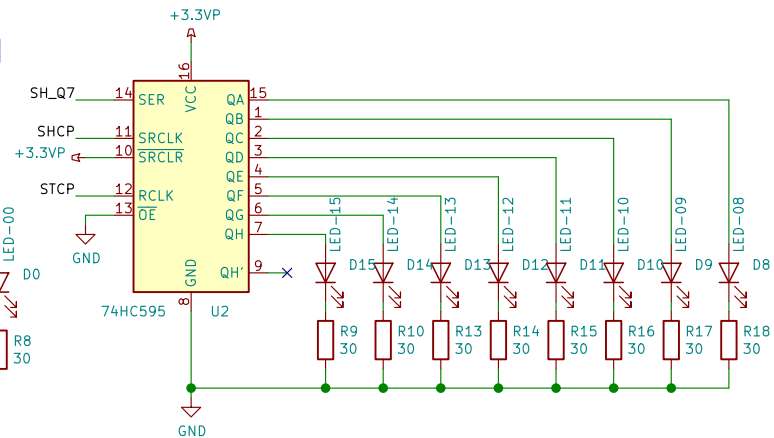 +3.3VP
16
SH_Q7
14
SER
VCC
QA
15
QB
1
SHCP
11
SRCLK
QC
2
+3.3VP
10
SRCLR
QD
3
QE
4
STCP
12
RCLK
QF
5
13
OE
QG
6
QH
7
GND
GND
QH'
9
8
74HC595
U2
LED-00
D0
R8
30
LED-15
LED-14
LED-13
LED-12
LED-11
LED-10
LED-09
LED-08
D15
D14
D13
D12
D11
D10
D9
D8
R9
30
R10
30
R13
30
R14
30
R15
30
R16
30
R17
30
R18
30
GND